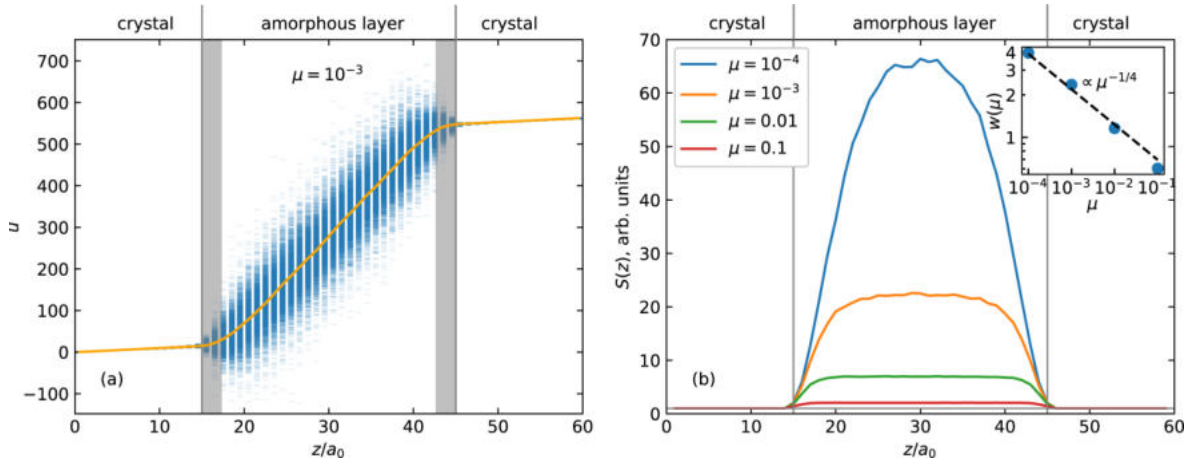 crystal amorphous layer crystal
700
600
500
400
300
200
100
0
−100
u
μ = 10⁻³
(a)
0 10 20 30 40 50 60
z/a₀
crystal amorphous layer crystal
70
60
50
40
30
20
10
0
S(z), arb. units
μ = 10⁻⁴
μ = 10⁻³
μ = 0.01
μ = 0.1
(b)
0 10 20 30 40 50 60
z/a₀
4
3
2
1
w(μ)
∝ μ⁻¹/⁴
10⁻⁴ 10⁻³ 10⁻² 10⁻¹
μ